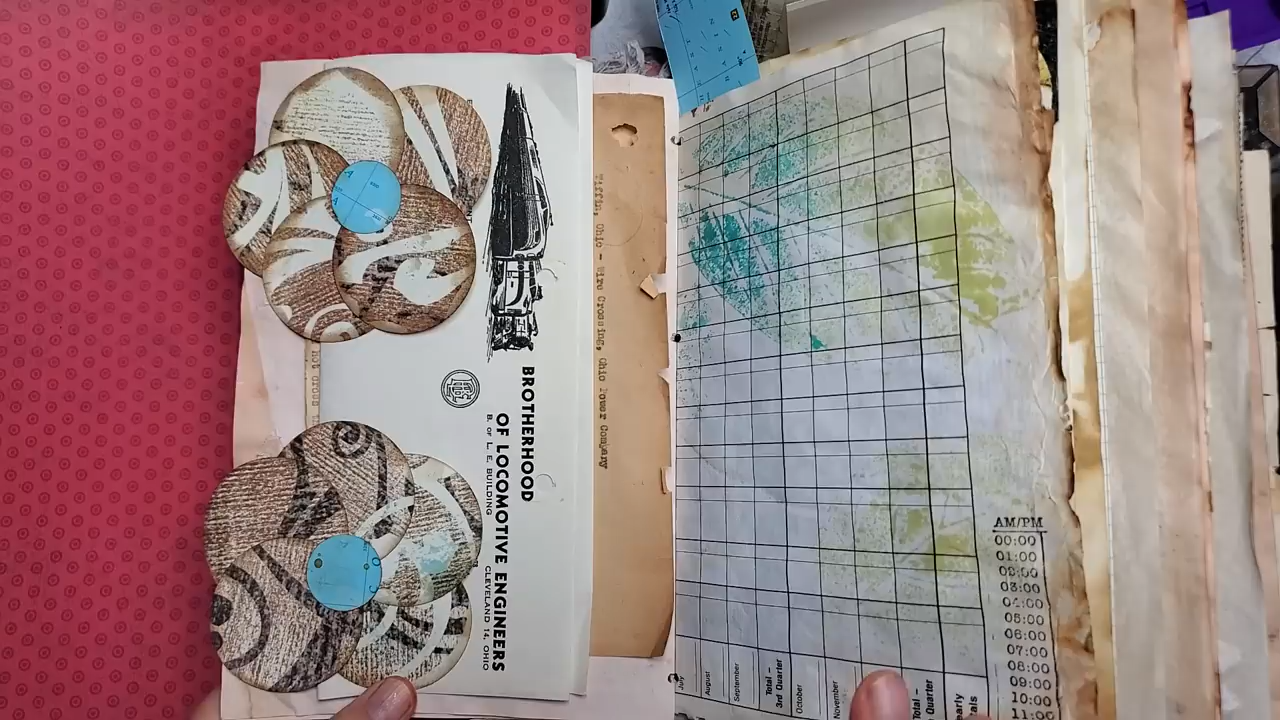 BROTHERHOOD
OF LOCOMOTIVE ENGINEERS
B. of L. E. BUILDING
CLEVELAND 14, OHIO
Tiffin, Ohio - Wire Crossing, Ohio Power Company
July
August
September
Total -
3rd Quarter
October
November
Total -
Quarter
AM/PM
00:00
01:00
02:00
03:00
04:00
05:00
06:00
07:00
08:00
09:00
10:00
11:00